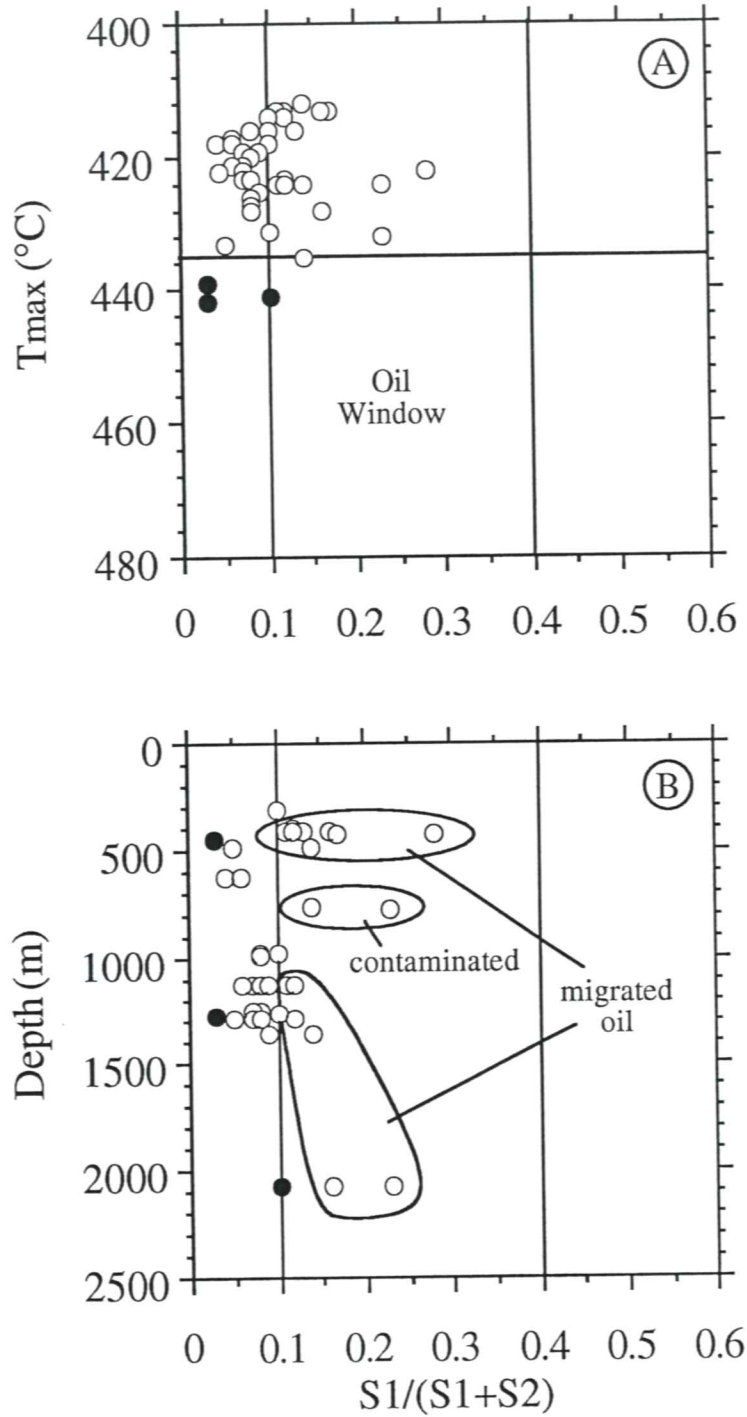 A
400
420
440
460
480
Tmax (°C)
Oil
Window
0 0.1 0.2 0.3 0.4 0.5 0.6
B
0
500
1000
1500
2000
2500
Depth (m)
contaminated
migrated
oil
0 0.1 0.2 0.3 0.4 0.5 0.6
S1/(S1+S2)